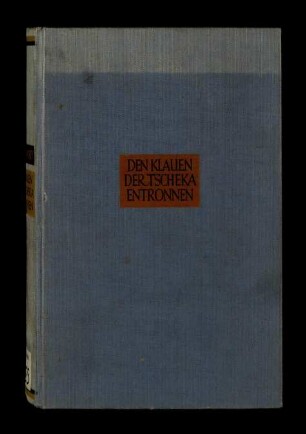 DEN KLAUEN
DER TSCHEKA
ENTRONNEN